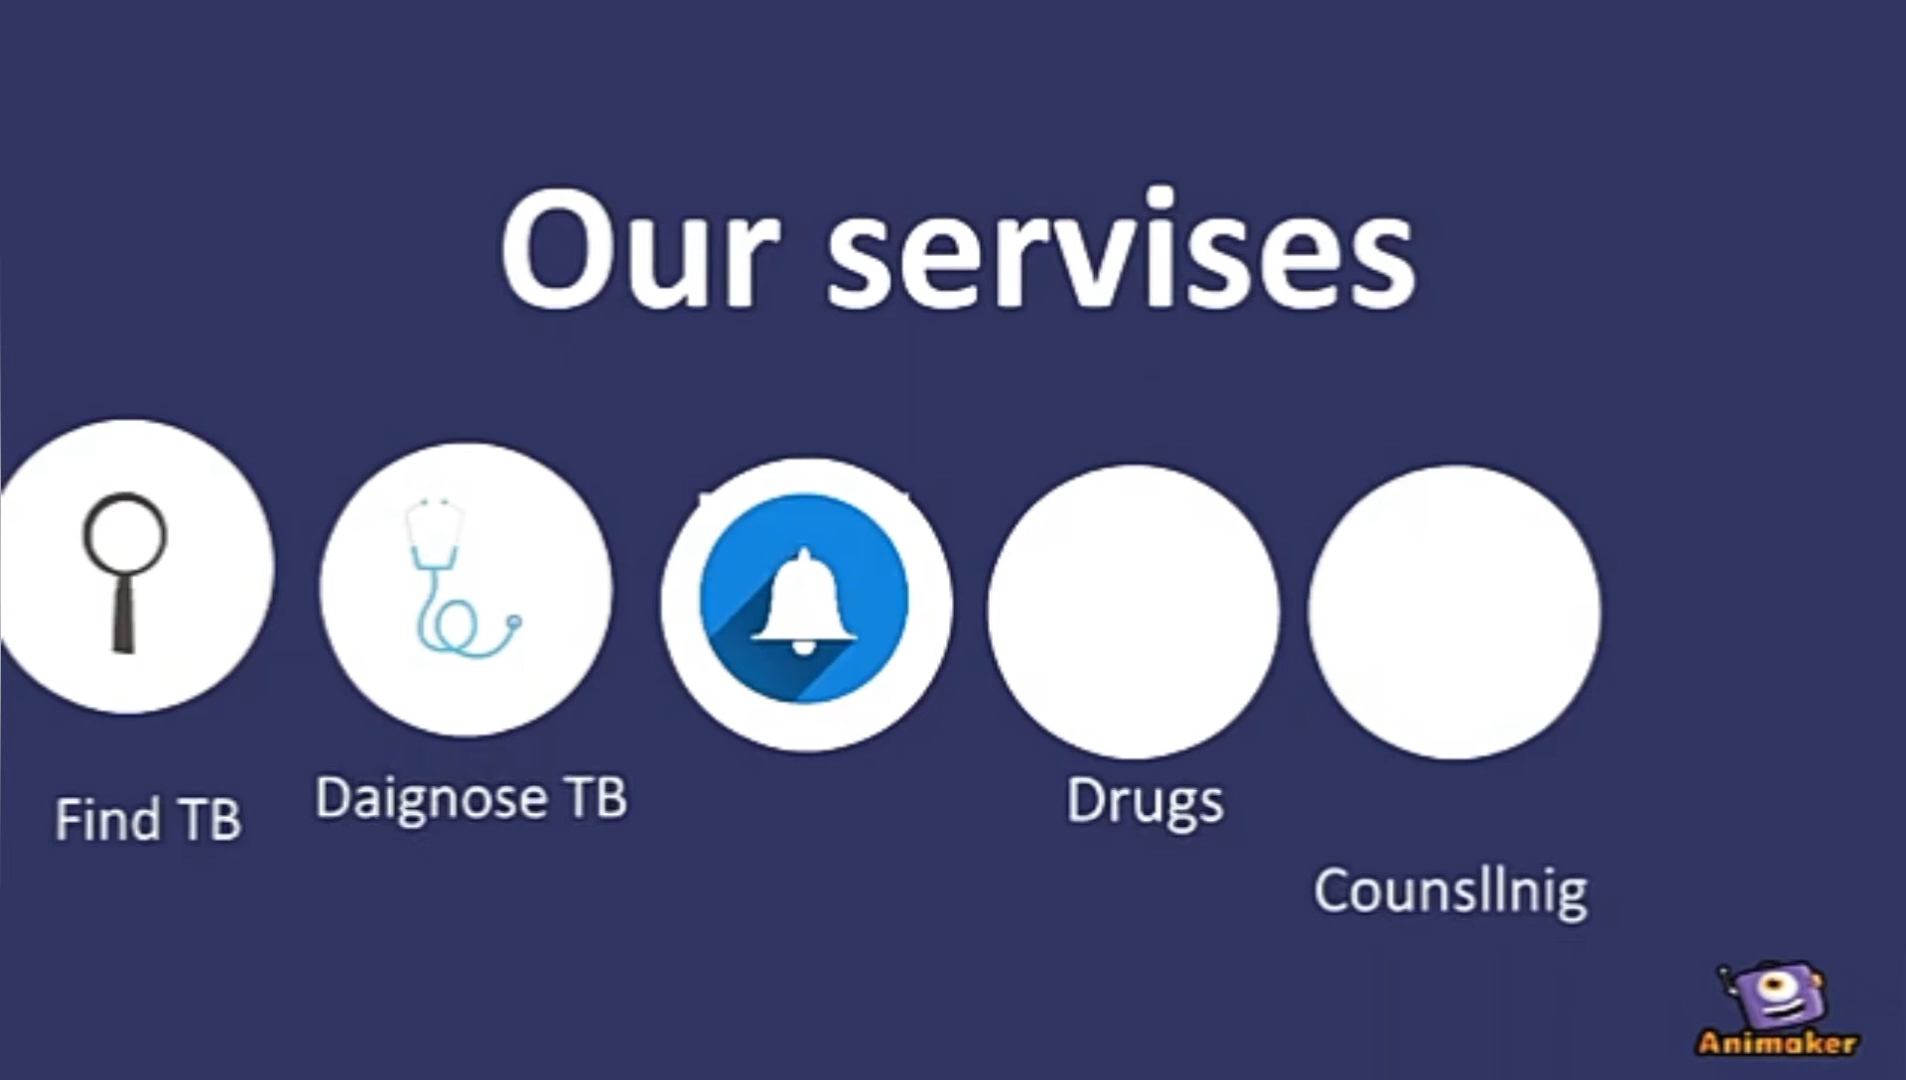 Our servises
Find TB
Daignose TB
Drugs
Counsllnig
Animaker